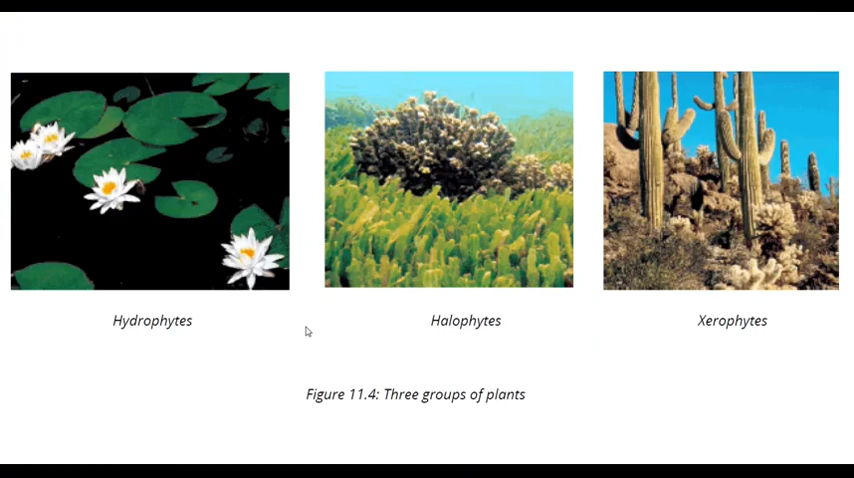 Hydrophytes
Halophytes
Xerophytes
Figure 11.4: Three groups of plants